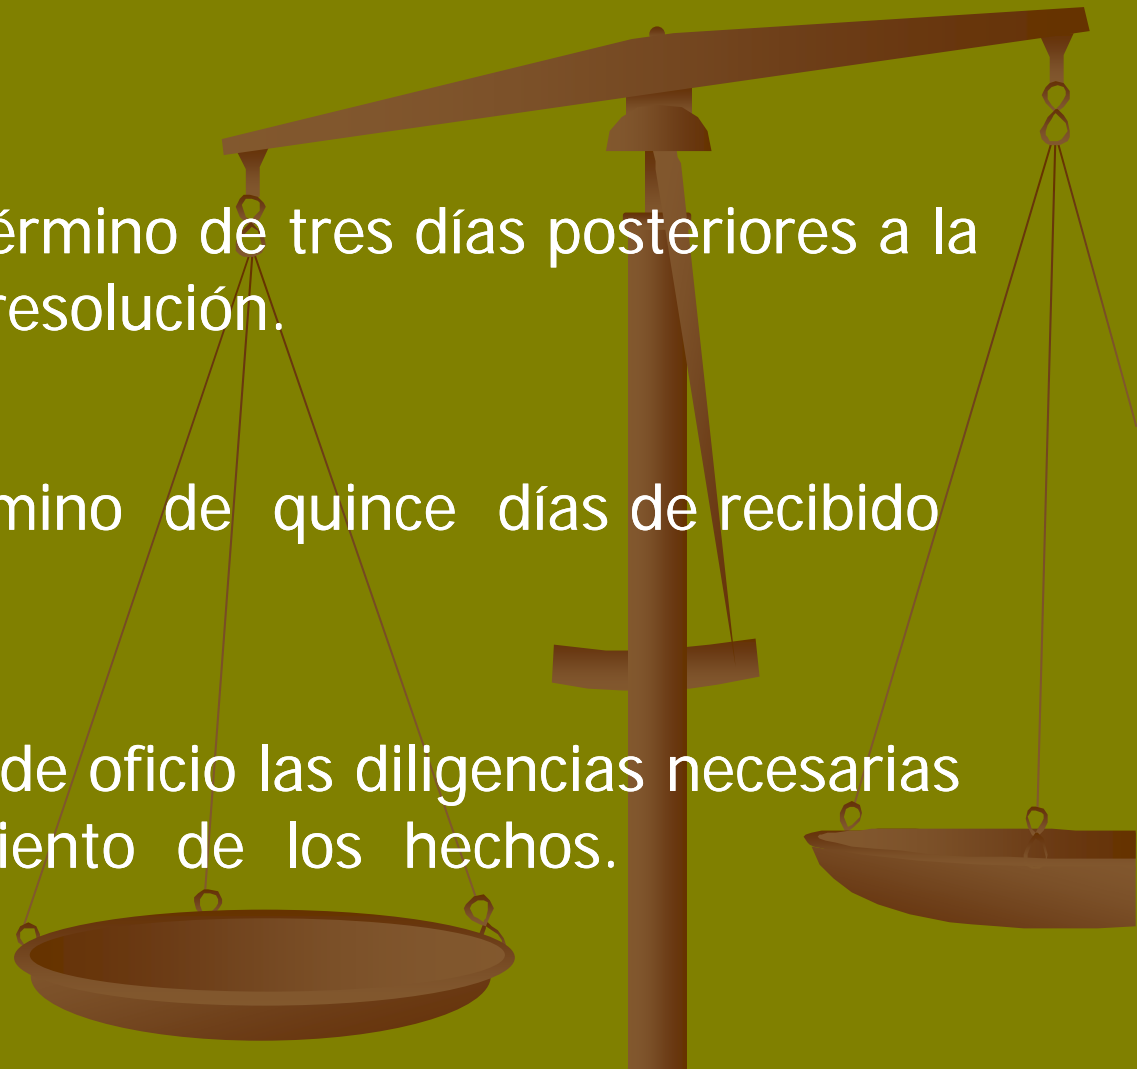 érmino de tres días posteriores a la
resolución.
mino de quince días de recibido
de oficio las diligencias necesarias
iento de los hechos.